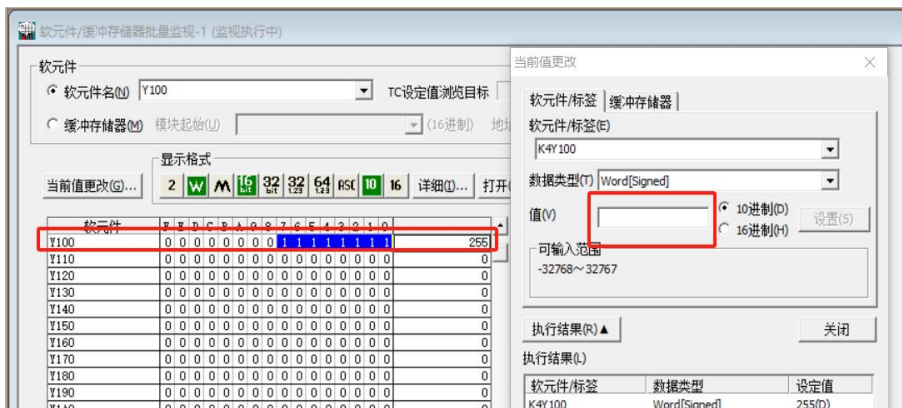 软元件/缓冲存储器批量监视-1 (监视执行中)
软元件
软元件名(N) Y100 TC设定值浏览目标
缓冲存储器(M) 模块起始(U) (16进制) 地址
显示格式
当前值更改(G)... 2 W M 16 bit 32 bit 32 1.23 64 1.23 ASC 10 16 详细(I)... 打开(
软元件 F E D C B A 9 8 7 6 5 4 3 2 1 0
Y100 0 0 0 0 0 0 0 0 1 1 1 1 1 1 1 1 255
Y110 0 0 0 0 0 0 0 0 0 0 0 0 0 0 0 0 0
Y120 0 0 0 0 0 0 0 0 0 0 0 0 0 0 0 0 0
Y130 0 0 0 0 0 0 0 0 0 0 0 0 0 0 0 0 0
Y140 0 0 0 0 0 0 0 0 0 0 0 0 0 0 0 0 0
Y150 0 0 0 0 0 0 0 0 0 0 0 0 0 0 0 0 0
Y160 0 0 0 0 0 0 0 0 0 0 0 0 0 0 0 0 0
Y170 0 0 0 0 0 0 0 0 0 0 0 0 0 0 0 0 0
Y180 0 0 0 0 0 0 0 0 0 0 0 0 0 0 0 0 0
Y190 0 0 0 0 0 0 0 0 0 0 0 0 0 0 0 0 0
当前值更改
软元件/标签 缓冲存储器
软元件/标签(E)
K4Y100
数据类型(T) Word[Signed]
值(V) 10进制(D) 设置(S)
16进制(H)
可输入范围
-32768～32767
执行结果(R)▲ 关闭
执行结果(L)
软元件/标签 数据类型 设定值
K4Y100 Word[Signed] 255(D)